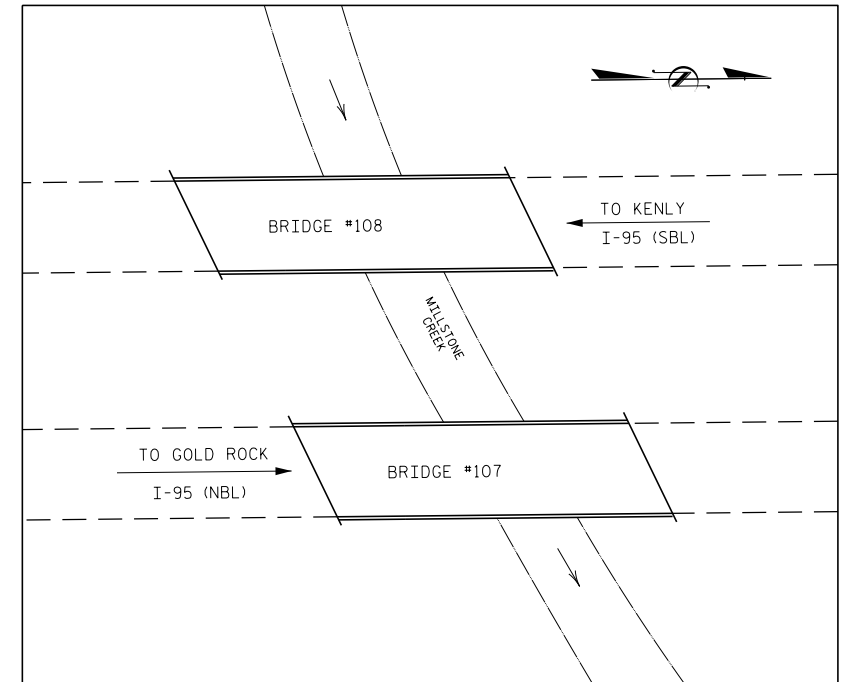 BRIDGE #108
TO KENLY
I-95 (SBL)
MILLSTONE
CREEK
TO GOLD ROCK
I-95 (NBL)
BRIDGE #107